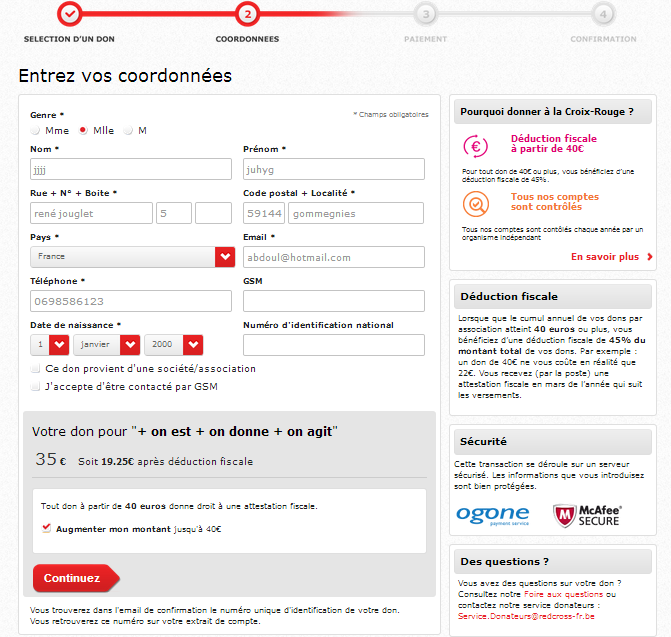 1 2 3 4
SELECTION D'UN DON COORDONNEES PAIEMENT CONFIRMATION
Entrez vos coordonnées
Genre * * Champs obligatoires
Mme Mlle M
Nom * Prénom *
jjjj juhyg
Rue + N° + Boite * Code postal + Localité *
rené jouglet 5 59144 gommegnies
Pays * Email *
France abdoul@hotmail.com
Téléphone * GSM
0698586123
Date de naissance * Numéro d'identification national
1 Janvier 2000
Ce don provient d'une société/association
J'accepte d'être contacté par GSM
Votre don pour "+ on est + on donne + on agit"
35 € Soit 19.25€ après déduction fiscale
Tout don à partir de 40 euros donne droit à une attestation fiscale.
Augmenter mon montant jusqu'à 40€
Continuez
Vous trouverez dans l'email de confirmation le numéro unique d'identification de votre don.
Vous retrouverez ce numéro sur votre extrait de compte.
Pourquoi donner à la Croix-Rouge ?
€
Déduction fiscale
à partir de 40€
Pour tout don de 40€ ou plus, vous bénéficiez d'une
déduction fiscale de 45%.
Tous nos comptes
sont contrôlés
Tous nos comptes sont contôlés chaque année par un
organisme indépendant
En savoir plus
Déduction fiscale
Lorsque que le cumul annuel de vos dons par
association atteint 40 euros ou plus, vous
bénéficiez d'une déduction fiscale de 45% du
montant total de vos dons. Par exemple :
un don de 40€ ne vous coûte en réalité que
22€. Vous recevez (par la poste) une
attestation fiscale en mars de l'année qui suit
les versements.
Sécurité
Cette transaction se déroule sur un serveur
sécurisé. Les informations que vous introduisez
sont bien protégées.
ogone
payment services
McAfee®
SECURE
Des questions ?
Vous avez des questions sur votre don ?
Consultez notre Foire aux questions ou
contactez notre service donateurs :
Service.Donateurs@redcross-fr.be